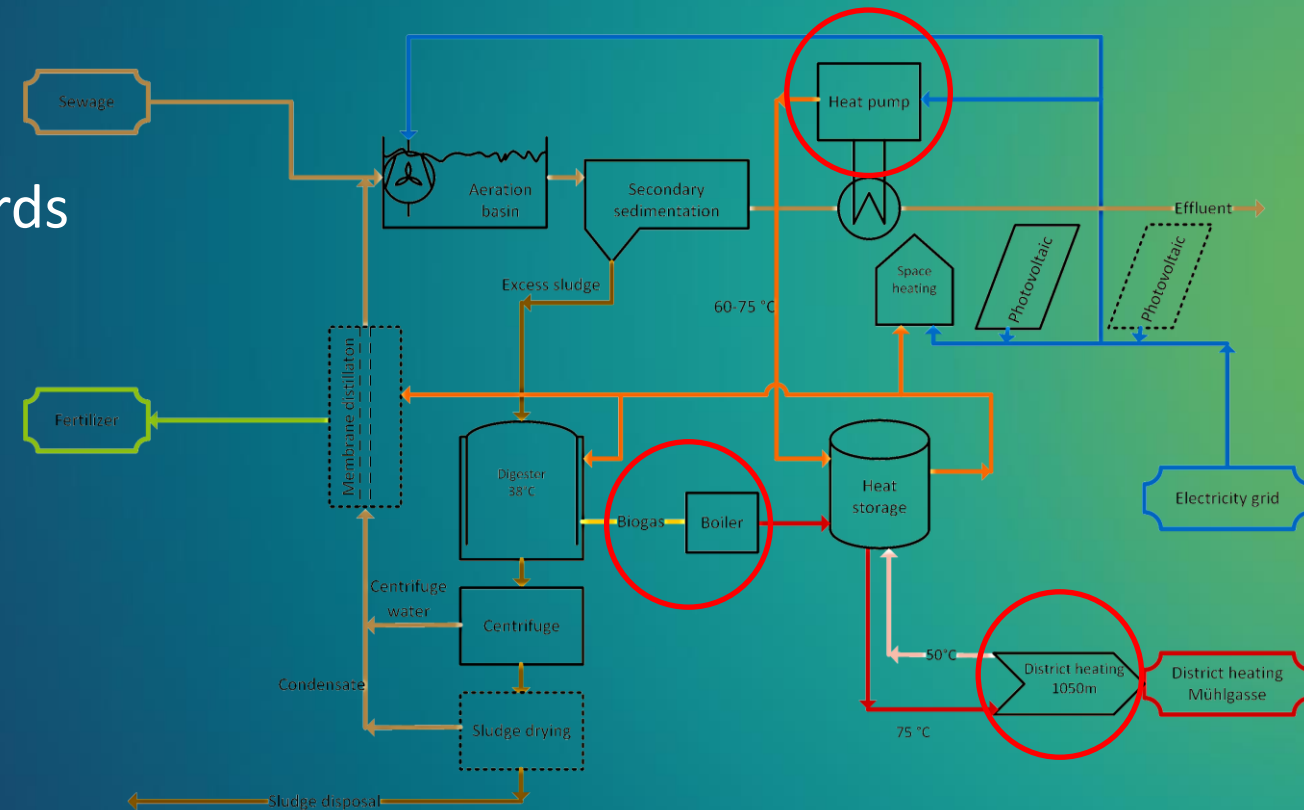 Sewage
rds
Heat pump
Aeration
basin
Secondary
sedimentation
Effluent
Space
heating
Photovoltaic
Photovoltaic
Excess sludge
60-75 °C
Membrane distillaton
Fertilizer
Digester
38°C
Biogas
Boiler
Heat
storage
Electricity grid
Centrifuge
water
Centrifuge
50°C
District heating
1050m
District heating
Mühlgasse
Condensate
Sludge drying
75 °C
Sludge disposal